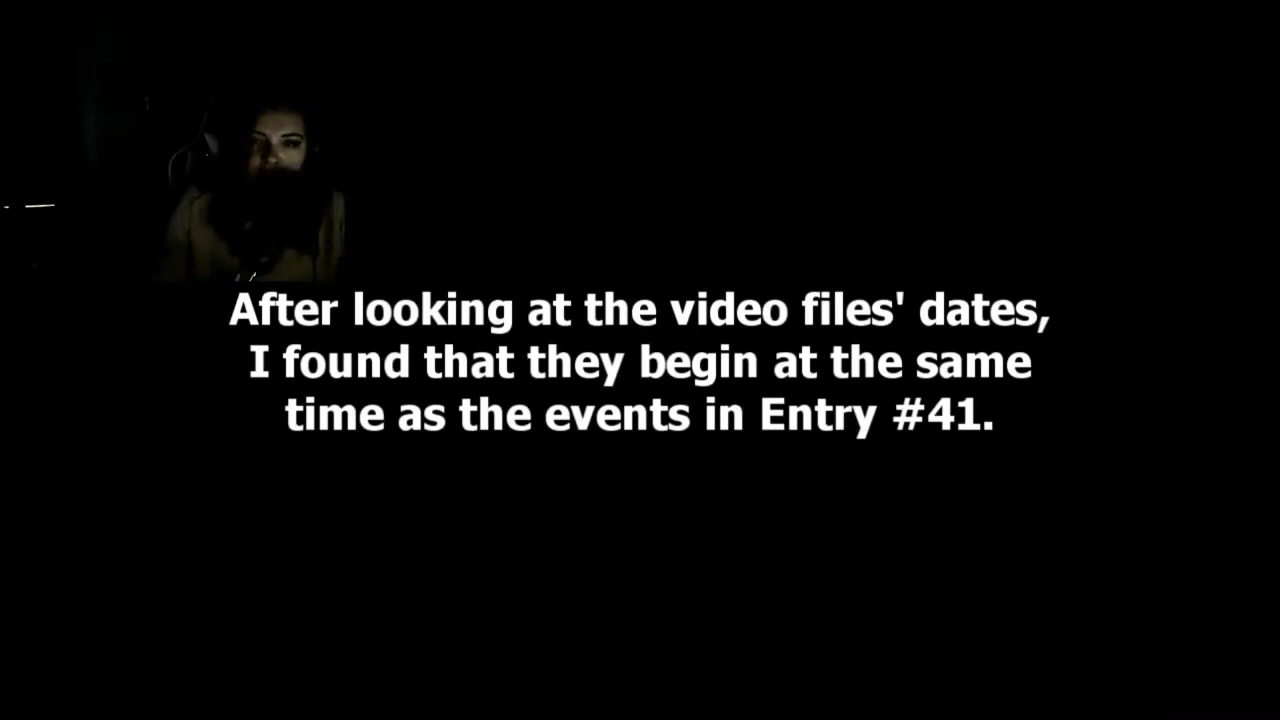 After looking at the video files' dates,
I found that they begin at the same
time as the events in Entry #41.